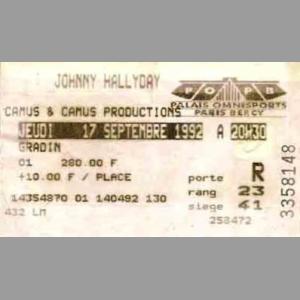 JOHNNY HALLYDAY
POPB
PALAIS OMNISPORTS
PARIS BERCY
CAMUS & CAMUS PRODUCTIONS
JEUDI 17 SEPTEMBRE 1992 A 20H30
GRADIN
01 280.00 F
+10.00 F / PLACE
porte R
rang 23
14354870 01 140492 130 siege 41
432 LM 258472
3358148